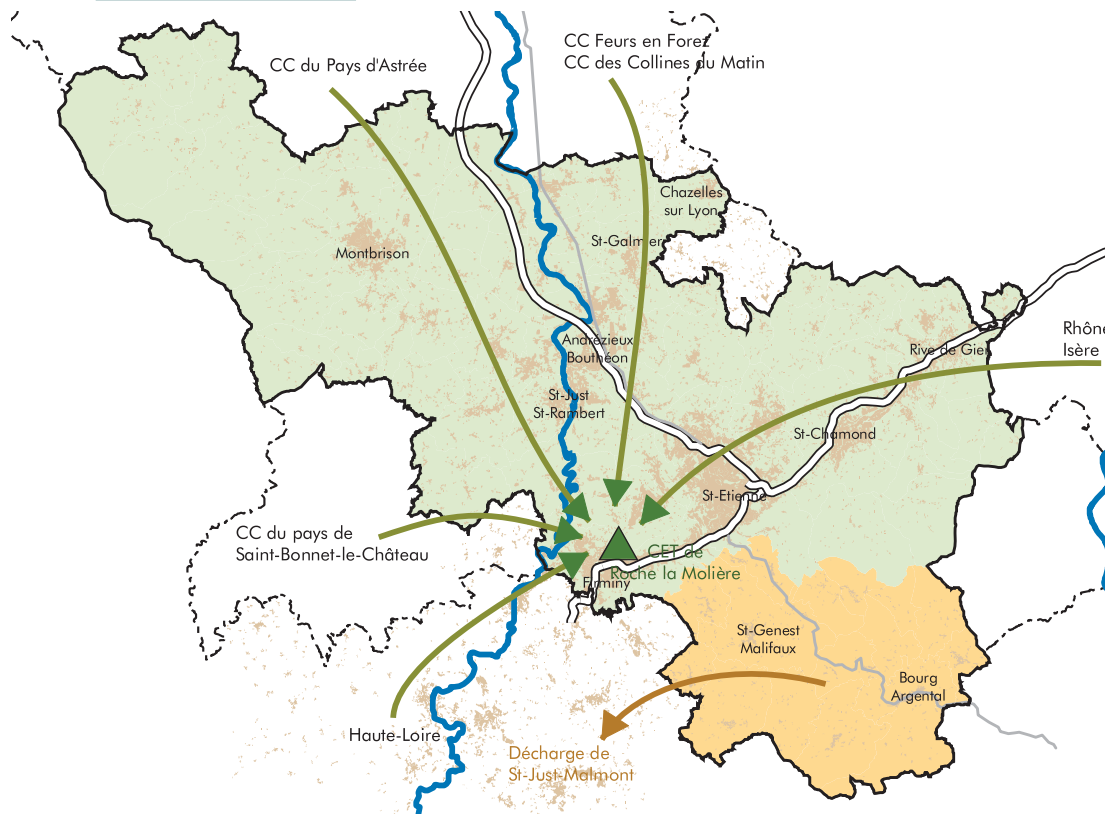 CC Feurs en Forez
CC des Collines du Matin
CC du Pays d'Astrée
Chazelles
sur Lyon
St-Galmier
Montbrison
Rhône
Isère
Andrézieux
Bouthéon
Rive de Gier
St-Just
St-Rambert
St-Chamond
St-Etienne
CC du pays de
Saint-Bonnet-le-Château
CET de
Roche la Molière
Firminy
St-Genest
Malifaux
Bourg
Argental
Haute-Loire
Décharge de
St-Just-Malmont